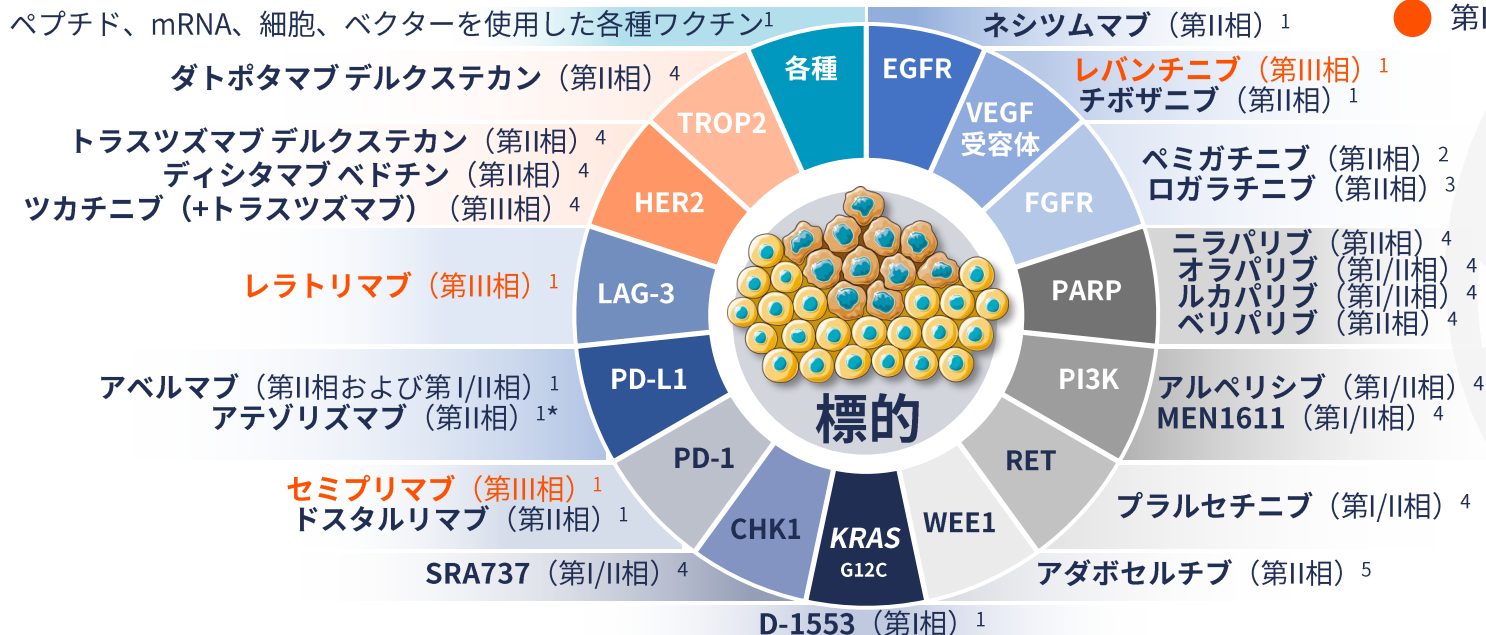 ペプチド、mRNA、細胞、ベクターを使用した各種ワクチン1
ネシツムマブ（第II相）1
第I
ダトポタマブ デルクステカン（第II相）4
レバンチニブ（第III相）1
チボザニブ（第II相）1
トラスツズマブ デルクステカン（第II相）4
ディシタマブ ベドチン（第II相）4
ツカチニブ（+トラスツズマブ）（第III相）4
ペミガチニブ（第II相）2
ロガラチニブ（第II相）3
レラトリマブ（第III相）1
ニラパリブ（第II相）4
オラパリブ（第I/II相）4
ルカパリブ（第I/II相）4
ベリパリブ（第II相）4
アベルマブ（第II相および第 I/II相）1
アテゾリズマブ（第II相）1*
アルペリシブ（第I/II相）4
MEN1611（第I/II相）4
セミプリマブ（第III相）1
ドスタルリマブ（第II相）1
プラルセチニブ（第I/II相）4
SRA737（第I/II相）4
アダボセルチブ（第II相）5
D-1553（第I相）1
各種
EGFR
VEGF
受容体
FGFR
PARP
PI3K
RET
WEE1
KRAS
G12C
CHK1
PD-1
PD-L1
LAG-3
HER2
TROP2
標的